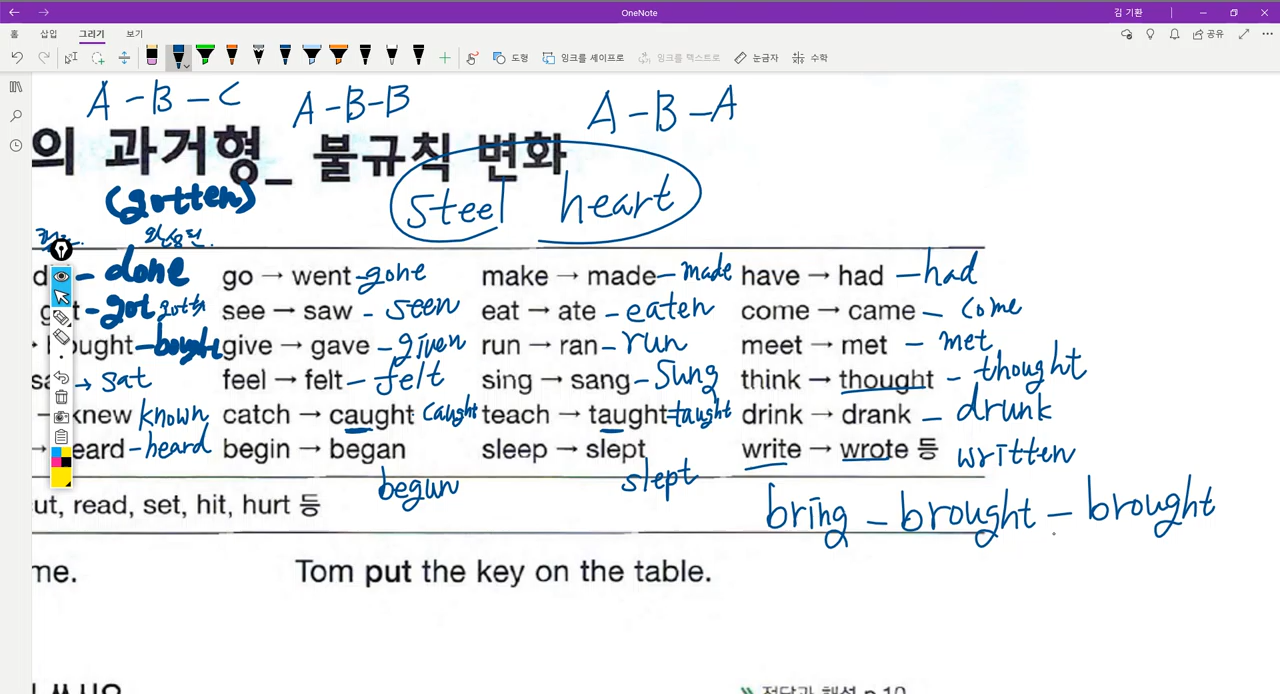 OneNote
김 기환
홈 삽입 그리기 보기
공유
도형 잉크를 셰이프로 잉크를 텍스트로 눈금자 수학
A-B-C A-B-B A-B-A
의 과거형_ 불규칙 변화
(gotten) steel heart
완성된.
- done go → went-gone make → made-made have → had -had
-got see → saw - seen eat → ate -eaten come → came - come
ought-bought give → gave -given run → ran-run meet → met - met
sa → sat feel → felt - felt sing → sang-sung think → thought - thought
knew known catch → caught caught teach → taught=taught drink → drank - drunk
→ eard-heard begin → began sleep → slept write → wrote 등 written
begun slept
ut, read, set, hit, hurt 등 bring - brought - brought
me. Tom put the key on the table.